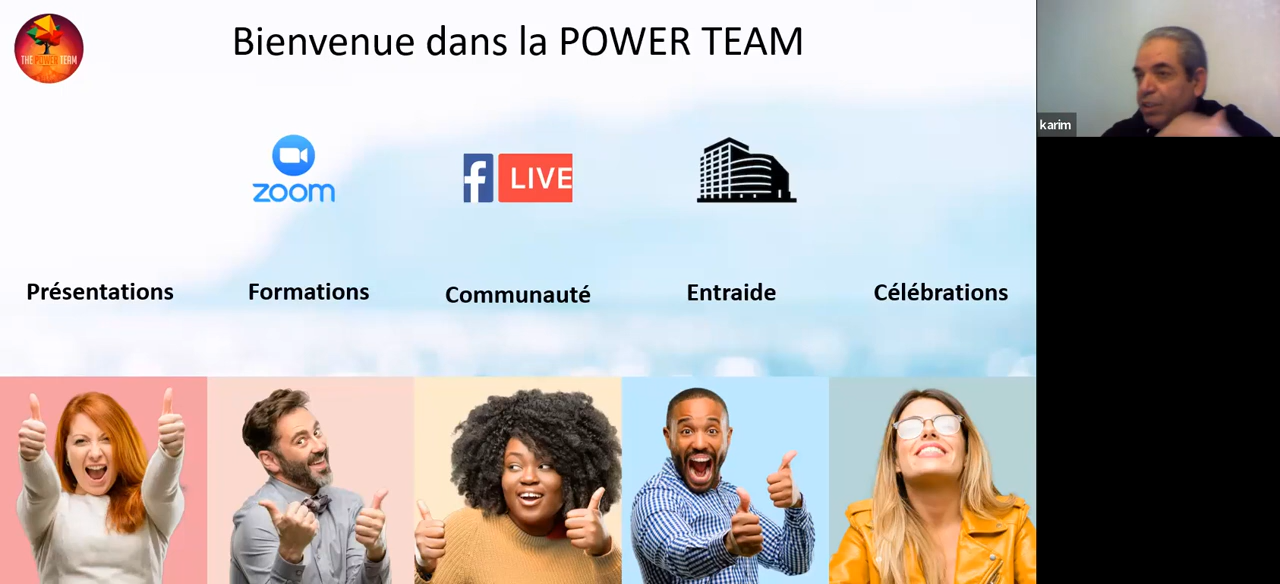 Bienvenue dans la POWER TEAM
THE POWER TEAM
karim
zoom
f LIVE
Présentations
Formations
Communauté
Entraide
Célébrations